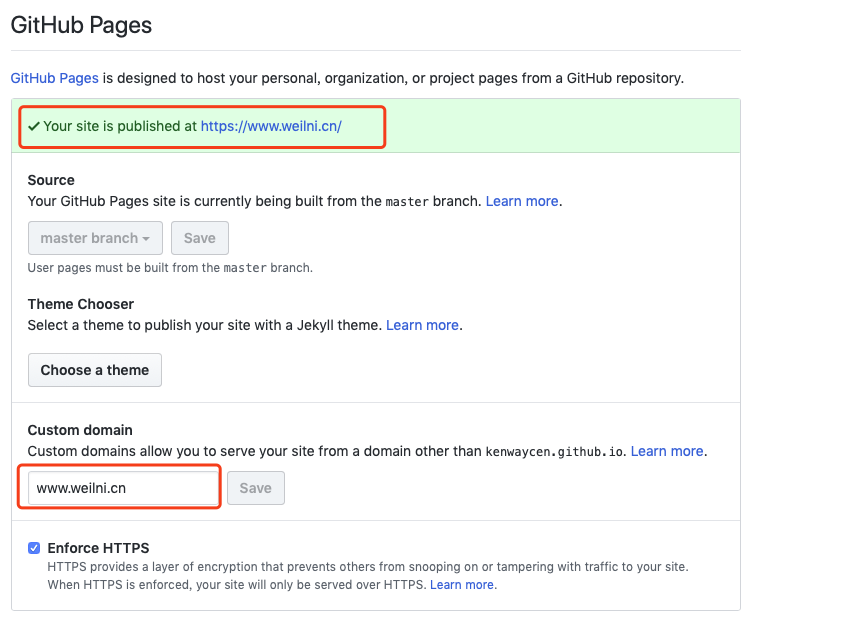 GitHub Pages
GitHub Pages is designed to host your personal, organization, or project pages from a GitHub repository.
✓ Your site is published at https://www.weilni.cn/
Source
Your GitHub Pages site is currently being built from the master branch. Learn more.
master branch Save
User pages must be built from the master branch.
Theme Chooser
Select a theme to publish your site with a Jekyll theme. Learn more.
Choose a theme
Custom domain
Custom domains allow you to serve your site from a domain other than kenwaycen.github.io. Learn more.
www.weilni.cn Save
Enforce HTTPS
HTTPS provides a layer of encryption that prevents others from snooping on or tampering with traffic to your site.
When HTTPS is enforced, your site will only be served over HTTPS. Learn more.